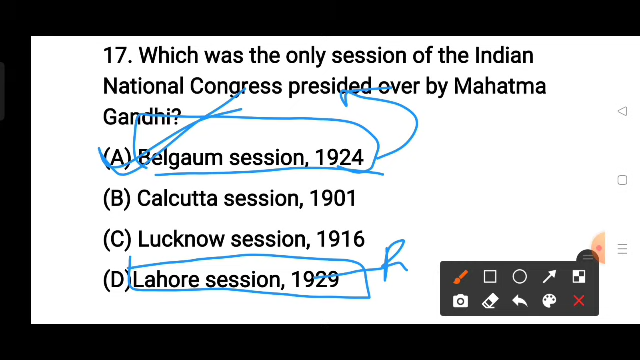 17. Which was the only session of the Indian
National Congress presided over by Mahatma
Gandhi?
(A) Belgaum session, 1924
(B) Calcutta session, 1901
(C) Lucknow session, 1916
(D) Lahore session, 1929